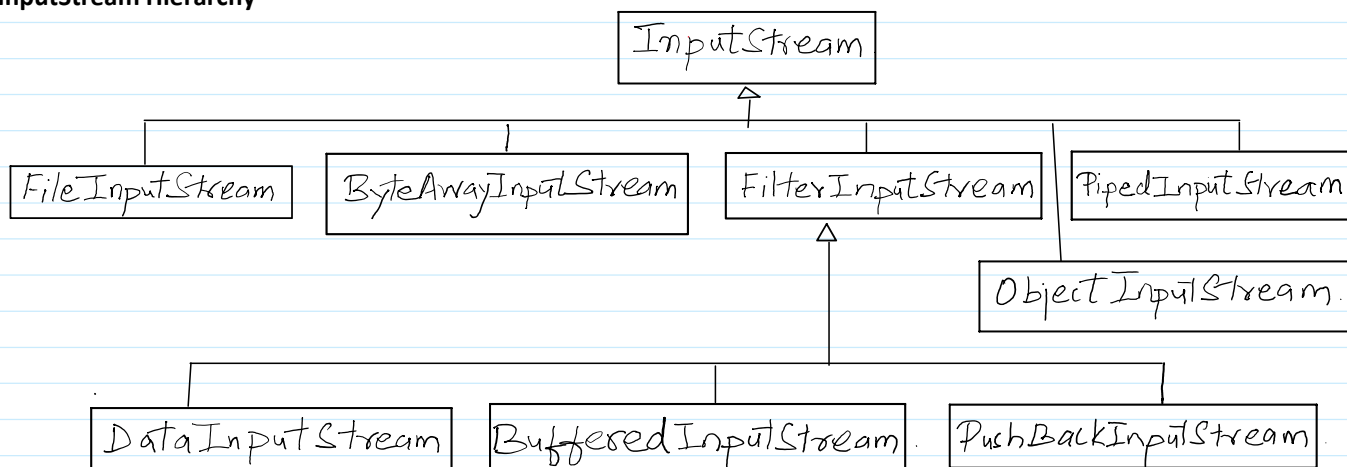 InputStream Hierarchy
InputStream
FileInputStream
ByteArrayInputStream
FilterInputStream
PipedInputStream
ObjectInputStream.
DataInputStream
BufferedInputStream.
PushBackInputStream